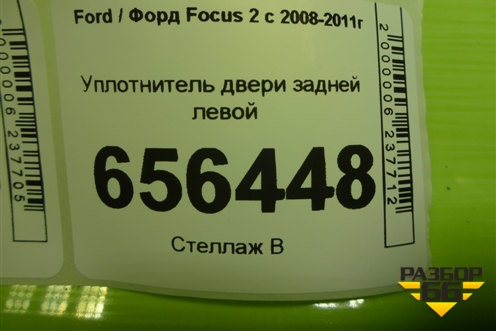 Ford / Форд Focus 2 с 2008-2011г
Уплотнитель двери задней
левой
656448
Стеллаж В
2000006237712
2000006237705
РАЗБОР
66